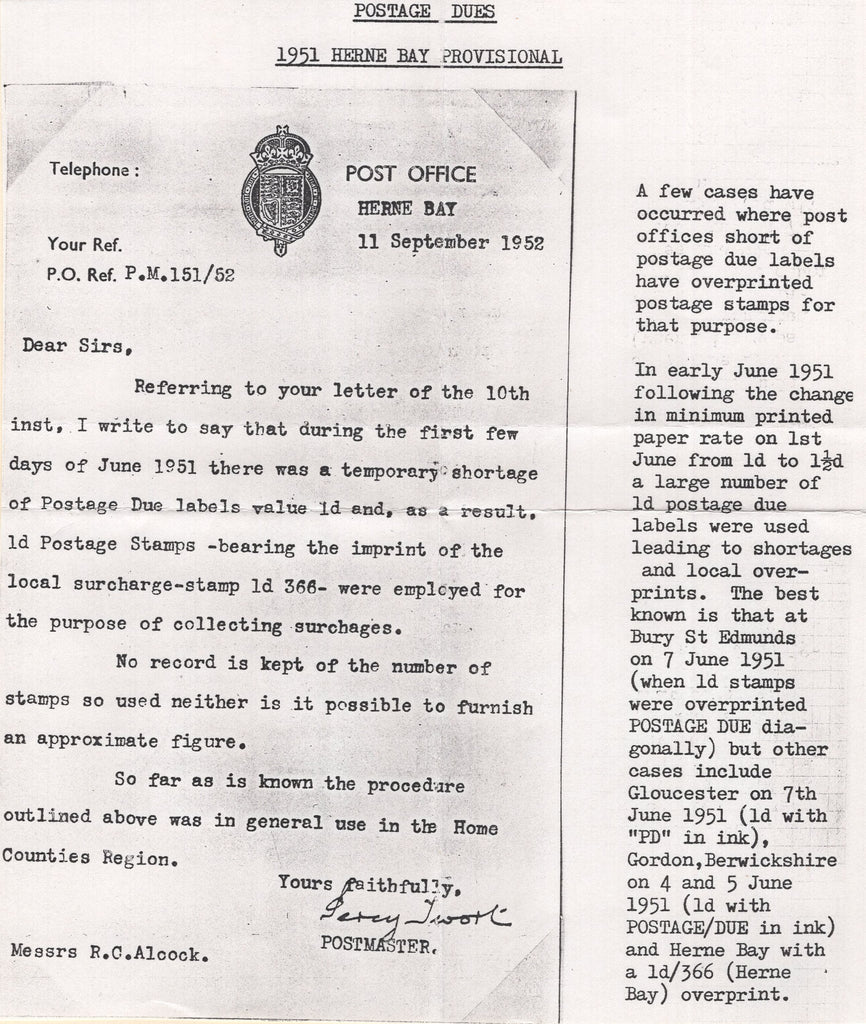 POSTAGE DUES
1951 HERNE BAY PROVISIONAL
Telephone :
POST OFFICE
HERNE BAY
11 September 1952
Your Ref.
P.O. Ref. P.M.151/52
Dear Sirs,
Referring to your letter of the 10th
inst, I write to say that during the first few
days of June 1951 there was a temporary shortage
of Postage Due labels value 1d and, as a result,
1d Postage Stamps -bearing the imprint of the
local surcharge-stamp 1d 366- were employed for
the purpose of collecting surchages.
No record is kept of the number of
stamps so used neither is it possible to furnish
an approximate figure.
So far as is known the procedure
outlined above was in general use in the Home
Counties Region.
Yours faithfully,
Percy Twort
POSTMASTER.
Messrs R.C.Alcock.
A few cases have
occurred where post
offices short of
postage due labels
have overprinted
postage stamps for
that purpose.
In early June 1951
following the change
in minimum printed
paper rate on 1st
June from 1d to 1½d
a large number of
1d postage due
labels were used
leading to shortages
and local over-
prints. The best
known is that at
Bury St Edmunds
on 7 June 1951
(when 1d stamps
were overprinted
POSTAGE DUE dia-
gonally) but other
cases include
Gloucester on 7th
June 1951 (1d with
"PD" in ink),
Gordon,Berwickshire
on 4 and 5 June
1951 (1d with
POSTAGE/DUE in ink)
and Herne Bay with
a 1d/366 (Herne
Bay) overprint.